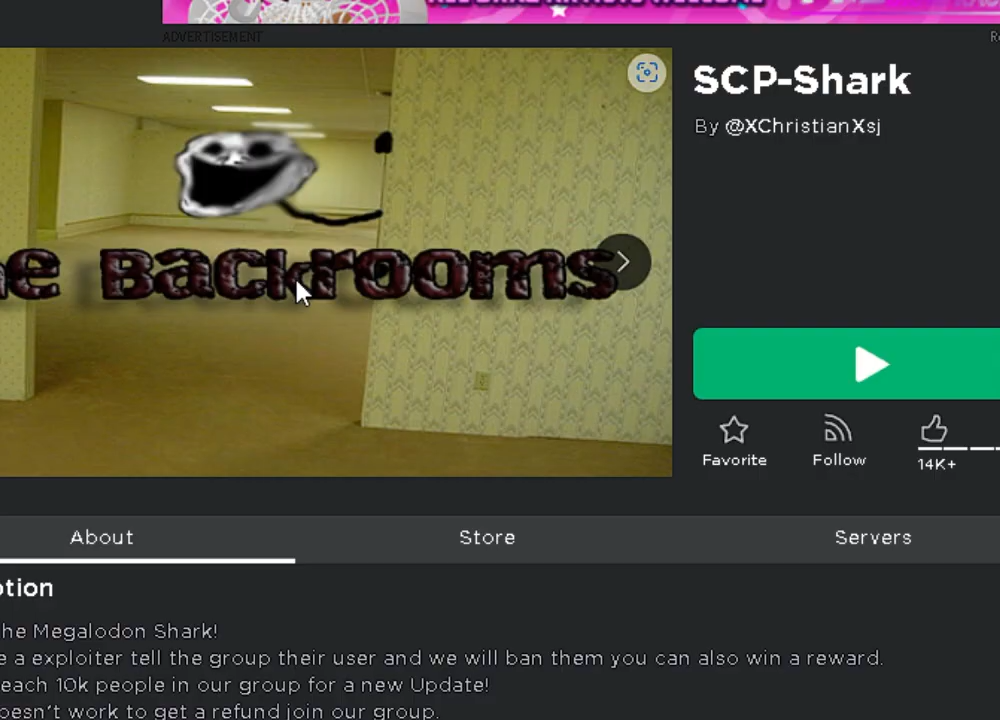 ADVERTISEMENT
SCP-Shark
By @XChristianXsj
Backrooms
Favorite
Follow
14K+
About
Store
Servers
he Megalodon Shark!
e a exploiter tell the group their user and we will ban them you can also win a reward.
each 10k people in our group for a new Update!
oesn't work to get a refund join our group.